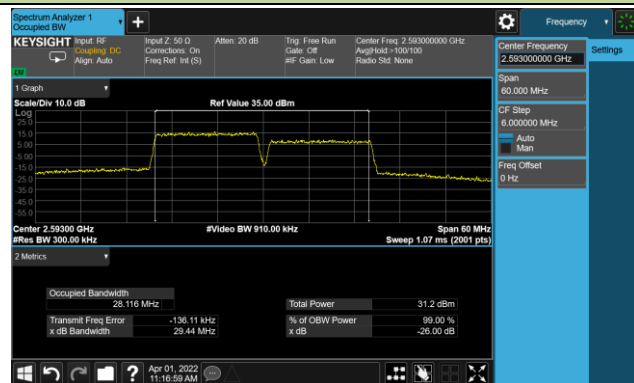 Spectrum Analyzer 1
Occupied BW
+
Frequency
KEYSIGHT
Input: RF
Coupling: DC
Align: Auto
Input Z: 50 Ω
Corrections: On
Freq Ref: Int (S)
Atten: 20 dB
Trig: Free Run
Gate: Off
#IF Gain: Low
Center Freq: 2.593000000 GHz
Avg|Hold:>100/100
Radio Std: None
Center Frequency
2.593000000 GHz
Settings
Span
60.000 MHz
CF Step
6.000000 MHz
Auto
Man
Freq Offset
0 Hz
1 Graph
Scale/Div 10.0 dB
Ref Value 35.00 dBm
Log
25.0
15.0
5.00
-5.00
-15.0
-25.0
-35.0
-45.0
-55.0
Center 2.59300 GHz
#Video BW 910.00 kHz
Span 60 MHz
#Res BW 300.00 kHz
Sweep 1.07 ms (2001 pts)
2 Metrics
Occupied Bandwidth
28.116 MHz
Total Power
31.2 dBm
Transmit Freq Error
-136.11 kHz
% of OBW Power
99.00 %
x dB Bandwidth
29.44 MHz
x dB
-26.00 dB
?
Apr 01, 2022
11:16:59 AM